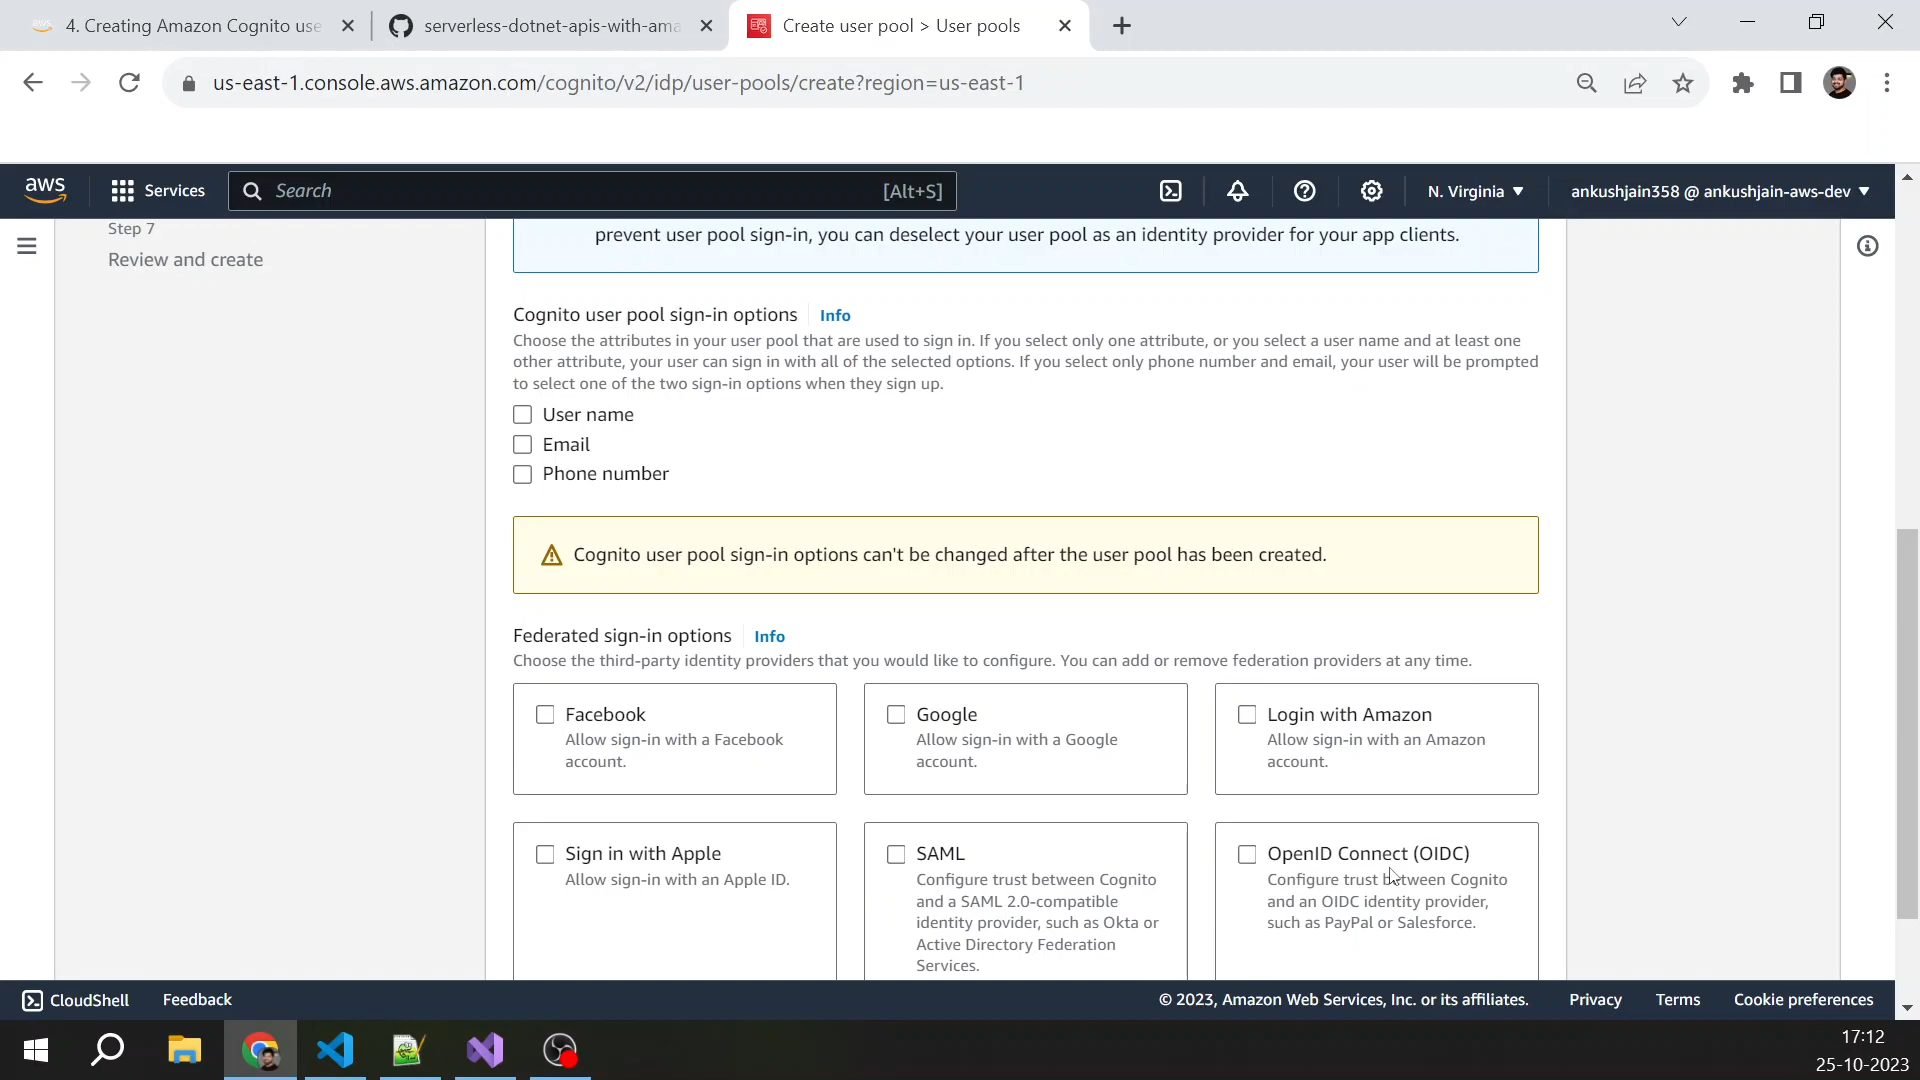 4. Creating Amazon Cognito use
serverless-dotnet-apis-with-ama
Create user pool > User pools
us-east-1.console.aws.amazon.com/cognito/v2/idp/user-pools/create?region=us-east-1
aws
Services
Search
[Alt+S]
N. Virginia
ankushjain358 @ ankushjain-aws-dev
Step 7
Review and create
prevent user pool sign-in, you can deselect your user pool as an identity provider for your app clients.
Cognito user pool sign-in options
Info
Choose the attributes in your user pool that are used to sign in. If you select only one attribute, or you select a user name and at least one
other attribute, your user can sign in with all of the selected options. If you select only phone number and email, your user will be prompted
to select one of the two sign-in options when they sign up.
User name
Email
Phone number
Cognito user pool sign-in options can't be changed after the user pool has been created.
Federated sign-in options
Info
Choose the third-party identity providers that you would like to configure. You can add or remove federation providers at any time.
Facebook
Allow sign-in with a Facebook
account.
Google
Allow sign-in with a Google
account.
Login with Amazon
Allow sign-in with an Amazon
account.
Sign in with Apple
Allow sign-in with an Apple ID.
SAML
Configure trust between Cognito
and a SAML 2.0-compatible
identity provider, such as Okta or
Active Directory Federation
Services.
OpenID Connect (OIDC)
Configure trust between Cognito
and an OIDC identity provider,
such as PayPal or Salesforce.
CloudShell
Feedback
© 2023, Amazon Web Services, Inc. or its affiliates.
Privacy
Terms
Cookie preferences
17:12
25-10-2023